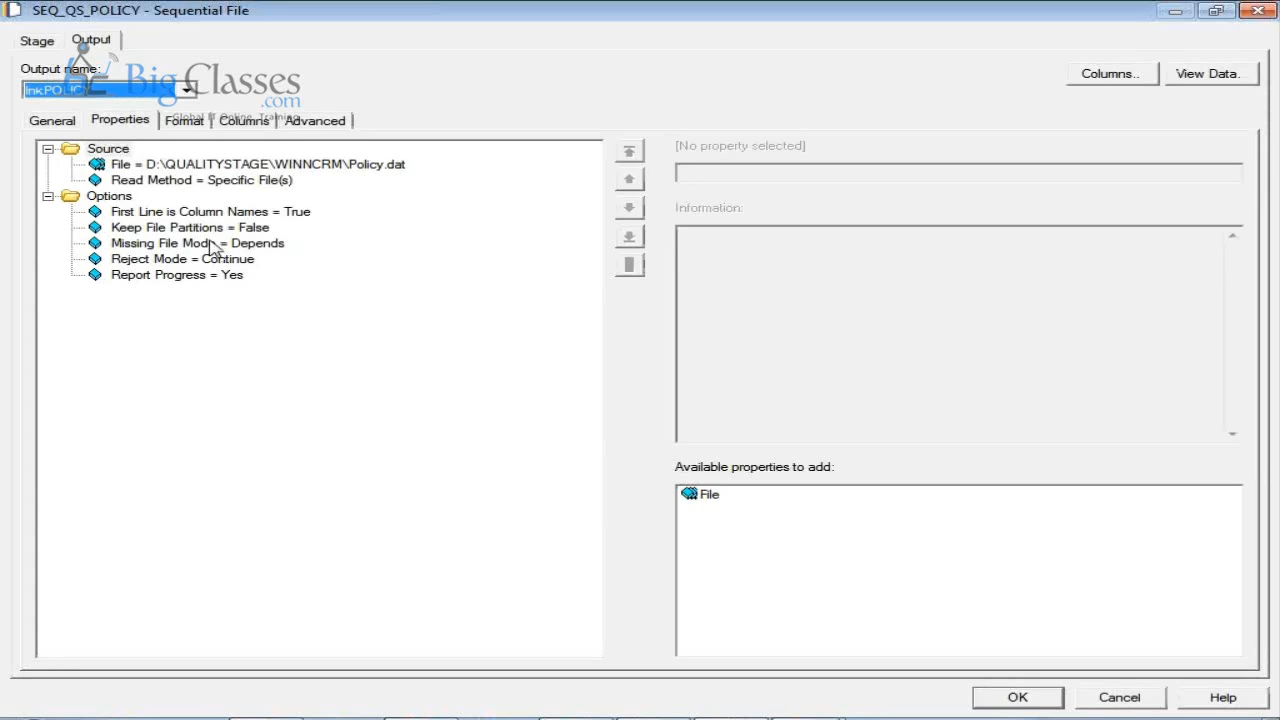 SEQ_QS_POLICY - Sequential File
Stage
Output
Output name:
BigClasses
.com
Columns..
View Data.
General
Properties
Format
Columns
Advanced
Source
File = D:\QUALITYSTAGE\WINNCRM\Policy.dat
Read Method = Specific File(s)
Options
First Line is Column Names = True
Keep File Partitions = False
Missing File Mode = Depends
Reject Mode = Continue
Report Progress = Yes
[No property selected]
Information:
Available properties to add:
File
OK
Cancel
Help